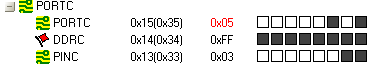 PORTC
PORTC 0x15(0x35) 0x05
DDRC 0x14(0x34) 0xFF
PINC 0x13(0x33) 0x03